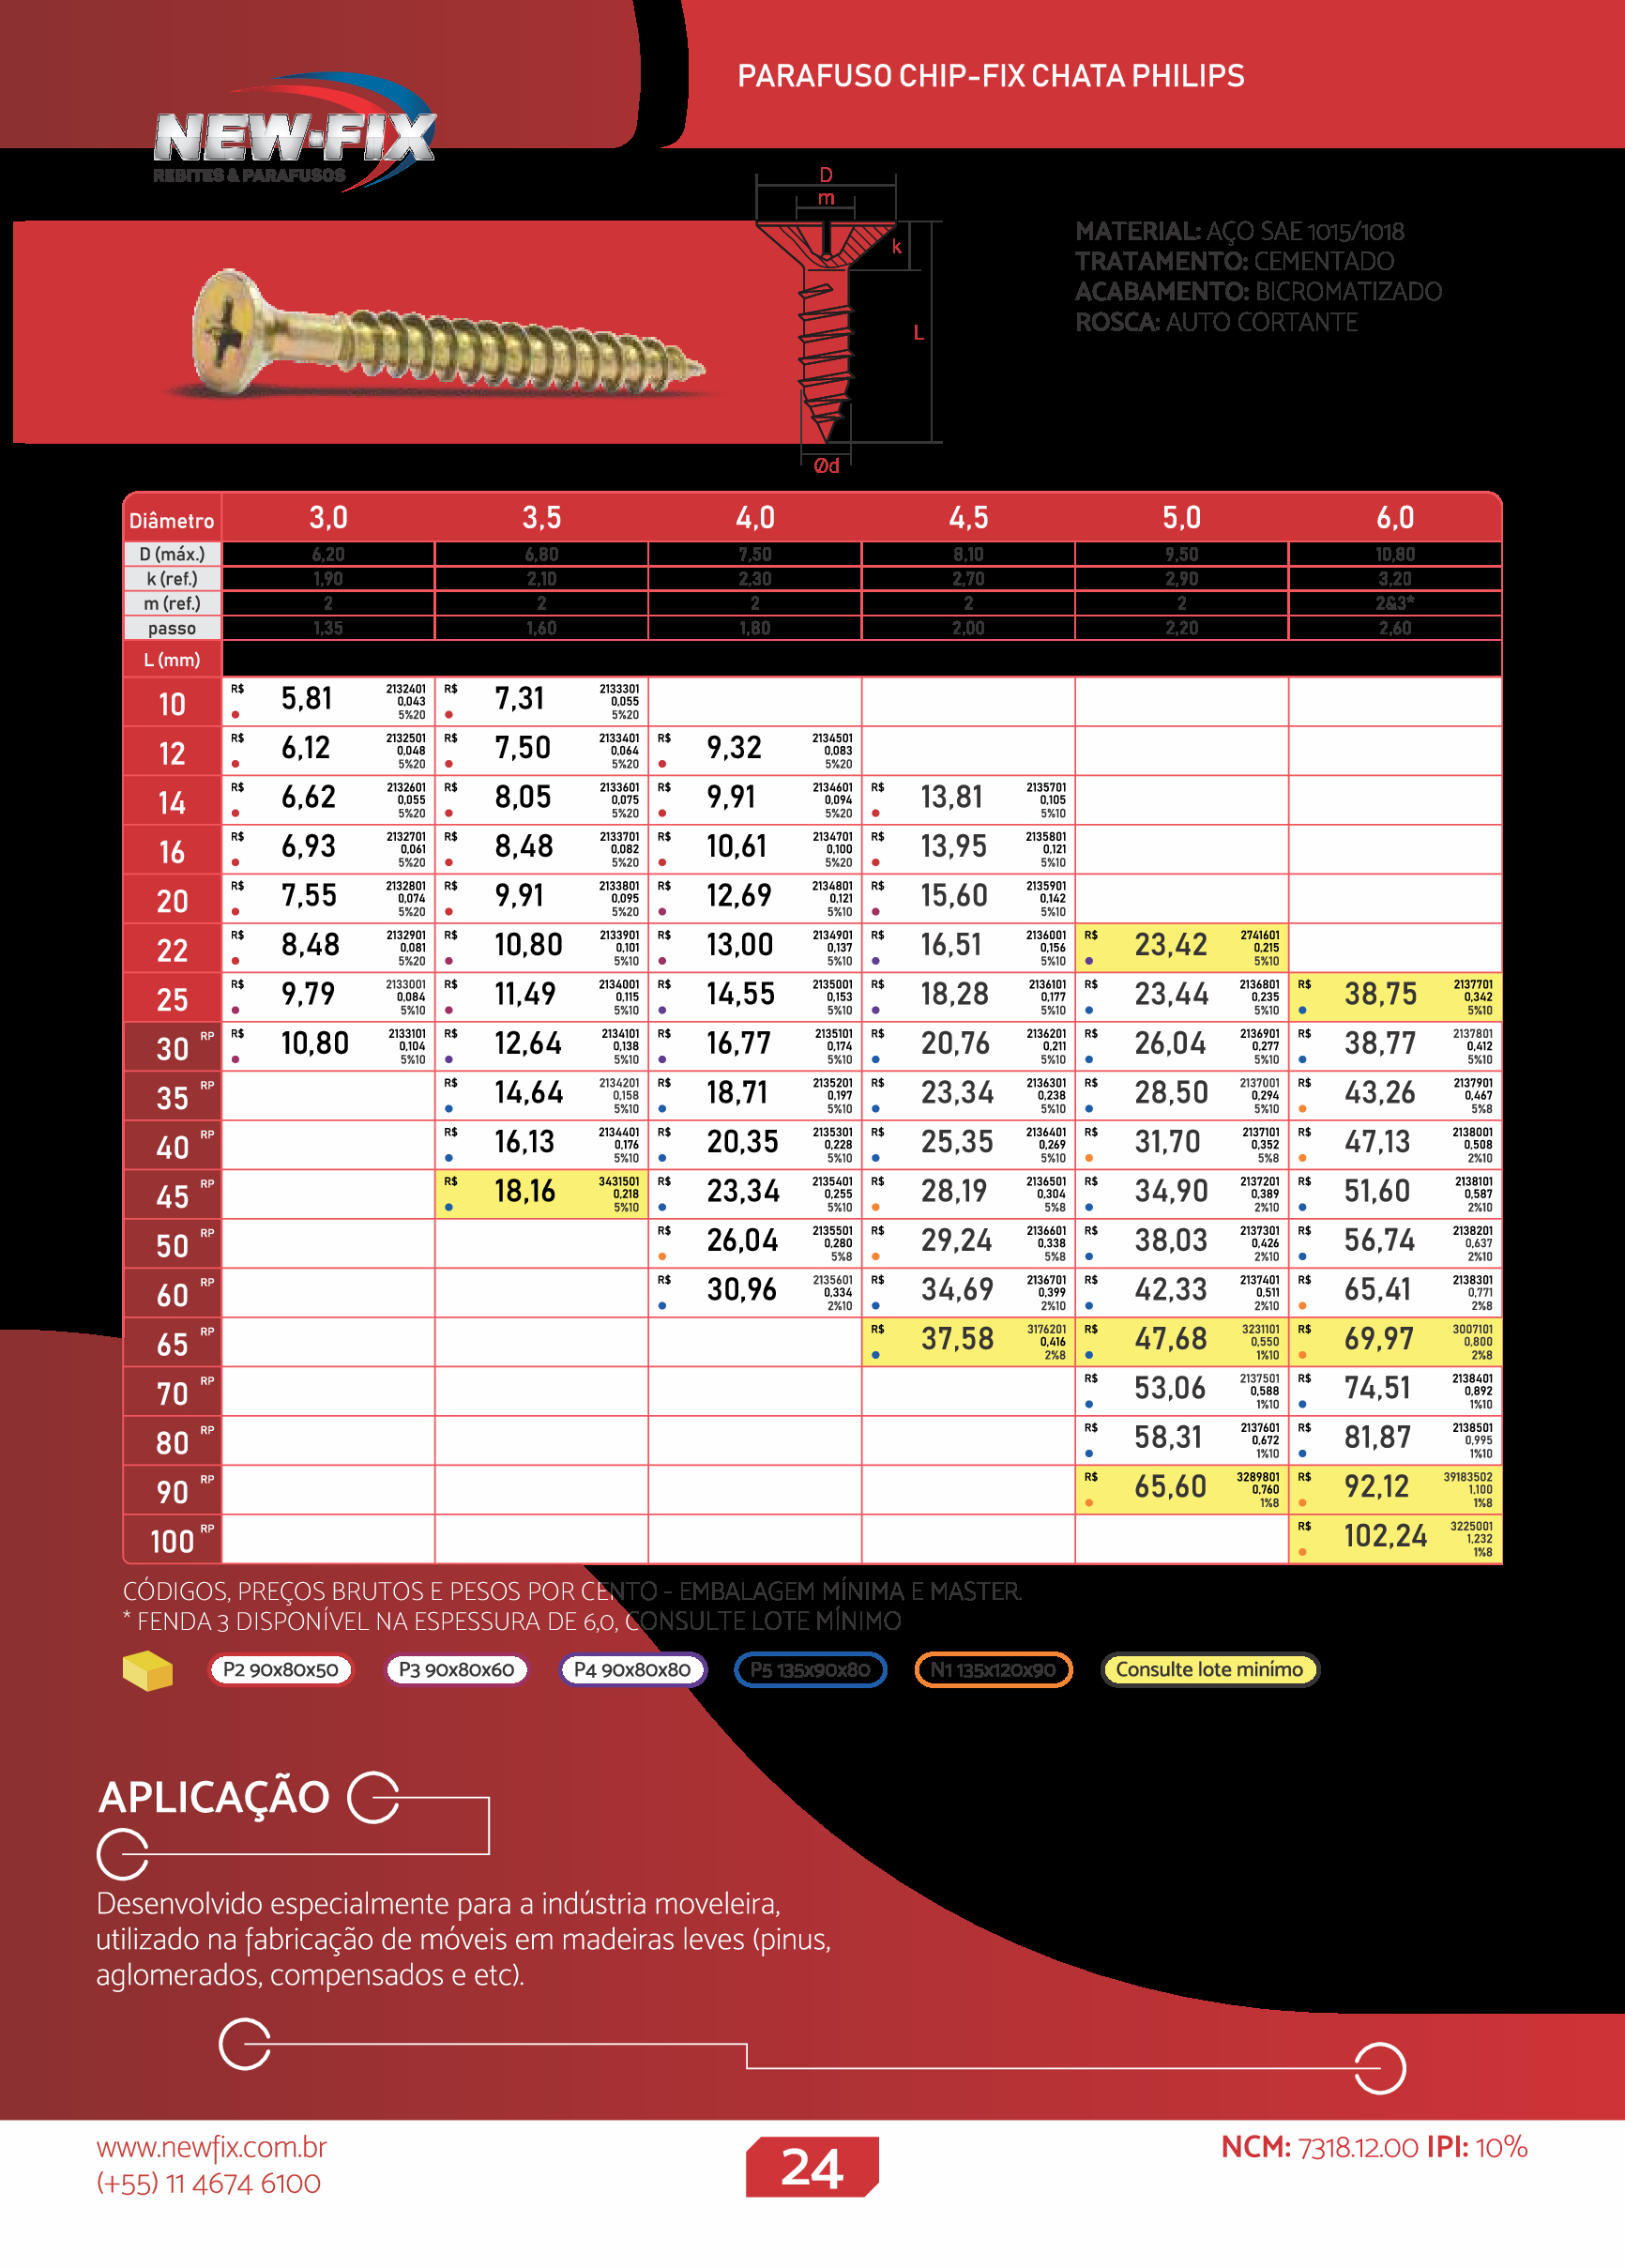 PARAFUSO CHIP-FIX CHATA PHILIPS
NEW-FIX
REBITES & PARAFUSOS
D
m
k
L
Ød
MATERIAL: AÇO SAE 1015/1018
TRATAMENTO: CEMENTADO
ACABAMENTO: BICROMATIZADO
ROSCA: AUTO CORTANTE
Diâmetro 3,0 3,5 4,0 4,5 5,0 6,0
D (máx.) 6,20 6,80 7,50 8,10 9,50 10,80
k (ref.) 1,90 2,10 2,30 2,70 2,90 3,20
m (ref.) 2 2 2 2 2 2&3*
passo 1,35 1,60 1,80 2,00 2,20 2,60
L (mm)
10 R$ 5,81 2132401 0,043 5%20 R$ 7,31 2133301 0,055 5%20
12 R$ 6,12 2132501 0,048 5%20 R$ 7,50 2133401 0,064 5%20 R$ 9,32 2134501 0,083 5%20
14 R$ 6,62 2132601 0,055 5%20 R$ 8,05 2133601 0,075 5%20 R$ 9,91 2134601 0,094 5%20 R$ 13,81 2135701 0,105 5%10
16 R$ 6,93 2132701 0,061 5%20 R$ 8,48 2133701 0,082 5%20 R$ 10,61 2134701 0,100 5%20 R$ 13,95 2135801 0,121 5%10
20 R$ 7,55 2132801 0,074 5%20 R$ 9,91 2133801 0,095 5%20 R$ 12,69 2134801 0,121 5%10 R$ 15,60 2135901 0,142 5%10
22 R$ 8,48 2132901 0,081 5%20 R$ 10,80 2133901 0,101 5%10 R$ 13,00 2134901 0,137 5%10 R$ 16,51 2136001 0,156 5%10 R$ 23,42 2741601 0,215 5%10
25 R$ 9,79 2133001 0,084 5%10 R$ 11,49 2134001 0,115 5%10 R$ 14,55 2135001 0,153 5%10 R$ 18,28 2136101 0,177 5%10 R$ 23,44 2136801 0,235 5%10 R$ 38,75 2137701 0,342 5%10
30 RP R$ 10,80 2133101 0,104 5%10 R$ 12,64 2134101 0,138 5%10 R$ 16,77 2135101 0,174 5%10 R$ 20,76 2136201 0,211 5%10 R$ 26,04 2136901 0,277 5%10 R$ 38,77 2137801 0,412 5%10
35 RP R$ 14,64 2134201 0,158 5%10 R$ 18,71 2135201 0,197 5%10 R$ 23,34 2136301 0,238 5%10 R$ 28,50 2137001 0,294 5%10 R$ 43,26 2137901 0,467 5%8
40 RP R$ 16,13 2134401 0,176 5%10 R$ 20,35 2135301 0,228 5%10 R$ 25,35 2136401 0,269 5%10 R$ 31,70 2137101 0,352 5%8 R$ 47,13 2138001 0,508 2%10
45 RP R$ 18,16 3431501 0,218 5%10 R$ 23,34 2135401 0,255 5%10 R$ 28,19 2136501 0,304 5%8 R$ 34,90 2137201 0,389 2%10 R$ 51,60 2138101 0,587 2%10
50 RP R$ 26,04 2135501 0,280 5%8 R$ 29,24 2136601 0,338 5%8 R$ 38,03 2137301 0,426 2%10 R$ 56,74 2138201 0,637 2%10
60 RP R$ 30,96 2135601 0,334 2%10 R$ 34,69 2136701 0,399 2%10 R$ 42,33 2137401 0,511 2%10 R$ 65,41 2138301 0,771 2%8
65 RP R$ 37,58 3176201 0,416 2%8 R$ 47,68 3231101 0,550 1%10 R$ 69,97 3007101 0,800 2%8
70 RP R$ 53,06 2137501 0,588 1%10 R$ 74,51 2138401 0,892 1%10
80 RP R$ 58,31 2137601 0,672 1%10 R$ 81,87 2138501 0,995 1%10
90 RP R$ 65,60 3289801 0,760 1%8 R$ 92,12 39183502 1,100 1%8
100 RP R$ 102,24 3225001 1,232 1%8
CÓDIGOS, PREÇOS BRUTOS E PESOS POR CENTO - EMBALAGEM MÍNIMA E MASTER.
* FENDA 3 DISPONÍVEL NA ESPESSURA DE 6,0, CONSULTE LOTE MÍNIMO
P2 90x80x50 P3 90x80x60 P4 90x80x80 P5 135x90x80 N1 135x120x90 Consulte lote minímo
APLICAÇÃO
Desenvolvido especialmente para a indústria moveleira,
utilizado na fabricação de móveis em madeiras leves (pinus,
aglomerados, compensados e etc).
www.newfix.com.br
(+55) 11 4674 6100
24
NCM: 7318.12.00 IPI: 10%